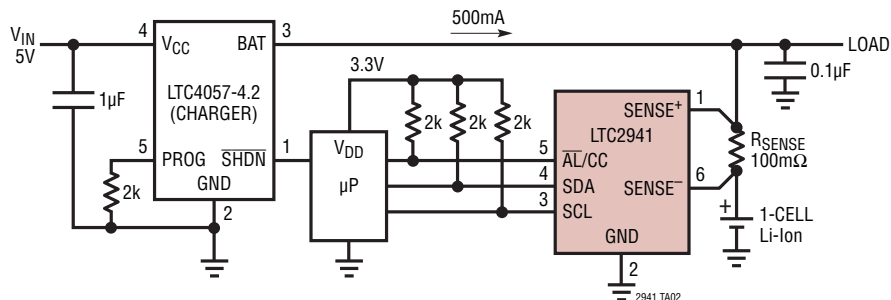 500mA
VIN
5V
4
VCC
BAT
3
LOAD
1µF
LTC4057-4.2
(CHARGER)
3.3V
2k
2k
2k
0.1µF
5
PROG
SHDN
1
GND
2
2k
VDD
µP
5
4
3
AL/CC
SDA
SCL
LTC2941
SENSE+
1
SENSE–
6
GND
2
RSENSE
100mΩ
+
1-CELL
Li-Ion
2941 TA02